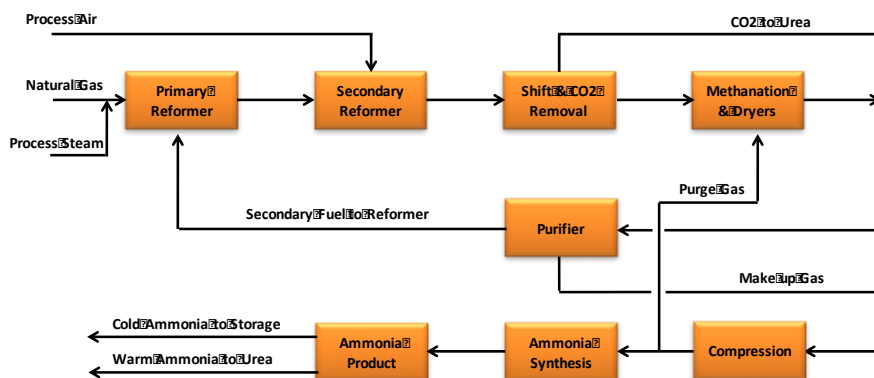 Process Air
CO2 to Urea
Natural Gas
Primary
Reformer
Secondary
Reformer
Shift & CO2
Removal
Methanation
& Dryers
Process Steam
Purge Gas
Secondary Fuel to Reformer
Purifier
Make up Gas
Cold Ammonia to Storage
Ammonia
Product
Ammonia
Synthesis
Compression
Warm Ammonia to Urea